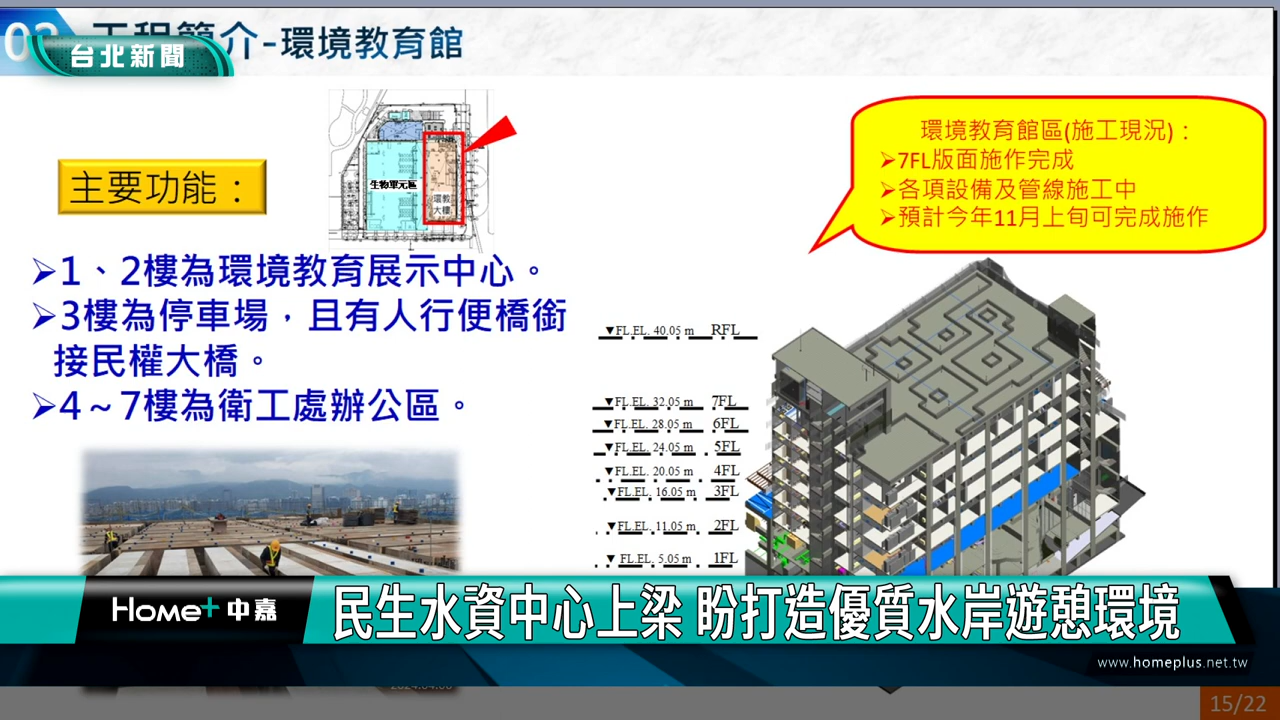 工程簡介-環境教育館
台北新聞
主要功能：
生物單元區
環教
大樓
環境教育館區(施工現況)：
➢7FL版面施作完成
➢各項設備及管線施工中
➢預計今年11月上旬可完成施作
➢1、2樓為環境教育展示中心。
➢3樓為停車場，且有人行便橋銜
接民權大橋。
➢4～7樓為衛工處辦公區。
▼FL.EL. 40.05 m RFL
▼FL.EL. 32.05 m 7FL
▼FL.EL. 28.05 m 6FL
▼FL.EL. 24.05 m 5FL
▼FL.EL. 20.05 m 4FL
▼FL.EL. 16.05 m 3FL
▼FL.EL. 11.05 m 2FL
▼ FL.EL. 5.05 m 1FL
Home+ 中嘉
民生水資中心上梁 盼打造優質水岸遊憩環境
www.homeplus.net.tw
15/22